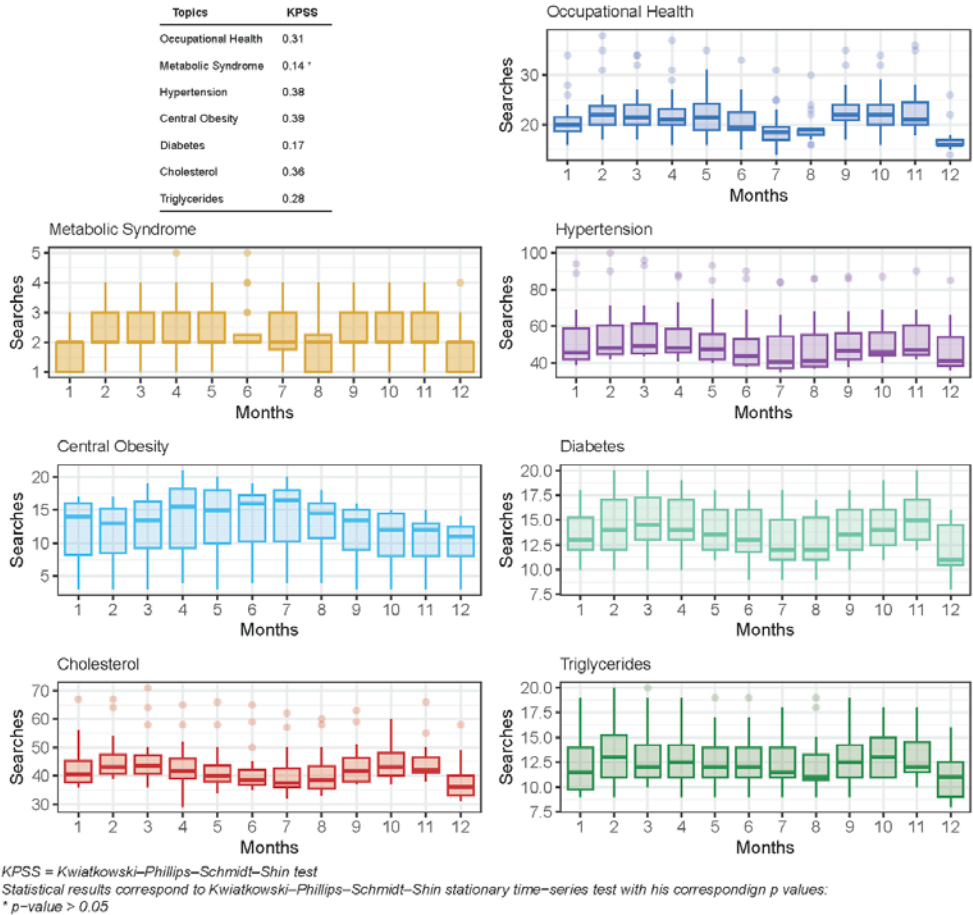 Topics KPSS
Occupational Health 0.31
Metabolic Syndrome 0.14 *
Hypertension 0.38
Central Obesity 0.39
Diabetes 0.17
Cholesterol 0.36
Triglycerides 0.28
Occupational Health
Searches
30
20
1 2 3 4 5 6 7 8 9 10 11 12
Months
Metabolic Syndrome
Searches
5
4
3
2
1
1 2 3 4 5 6 7 8 9 10 11 12
Months
Hypertension
Searches
100
80
60
40
1 2 3 4 5 6 7 8 9 10 11 12
Months
Central Obesity
Searches
20
15
10
5
1 2 3 4 5 6 7 8 9 10 11 12
Months
Diabetes
Searches
20.0
17.5
15.0
12.5
10.0
7.5
1 2 3 4 5 6 7 8 9 10 11 12
Months
Cholesterol
Searches
70
60
50
40
30
1 2 3 4 5 6 7 8 9 10 11 12
Months
Triglycerides
Searches
20.0
17.5
15.0
12.5
10.0
7.5
1 2 3 4 5 6 7 8 9 10 11 12
Months
KPSS = Kwiatkowski–Phillips–Schmidt–Shin test
Statistical results correspond to Kwiatkowski–Phillips–Schmidt–Shin stationary time−series test with his correspondign p values:
* p−value > 0.05